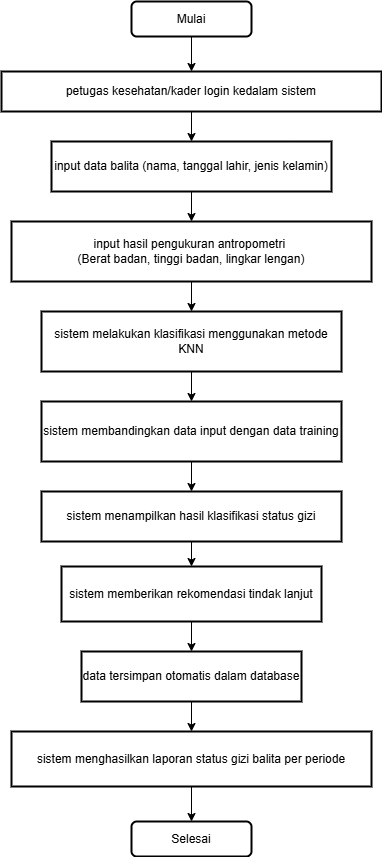 Mulai
petugas kesehatan/kader login kedalam sistem
input data balita (nama, tanggal lahir, jenis kelamin)
input hasil pengukuran antropometri
(Berat badan, tinggi badan, lingkar lengan)
sistem melakukan klasifikasi menggunakan metode
KNN
sistem membandingkan data input dengan data training
sistem menampilkan hasil klasifikasi status gizi
sistem memberikan rekomendasi tindak lanjut
data tersimpan otomatis dalam database
sistem menghasilkan laporan status gizi balita per periode
Selesai